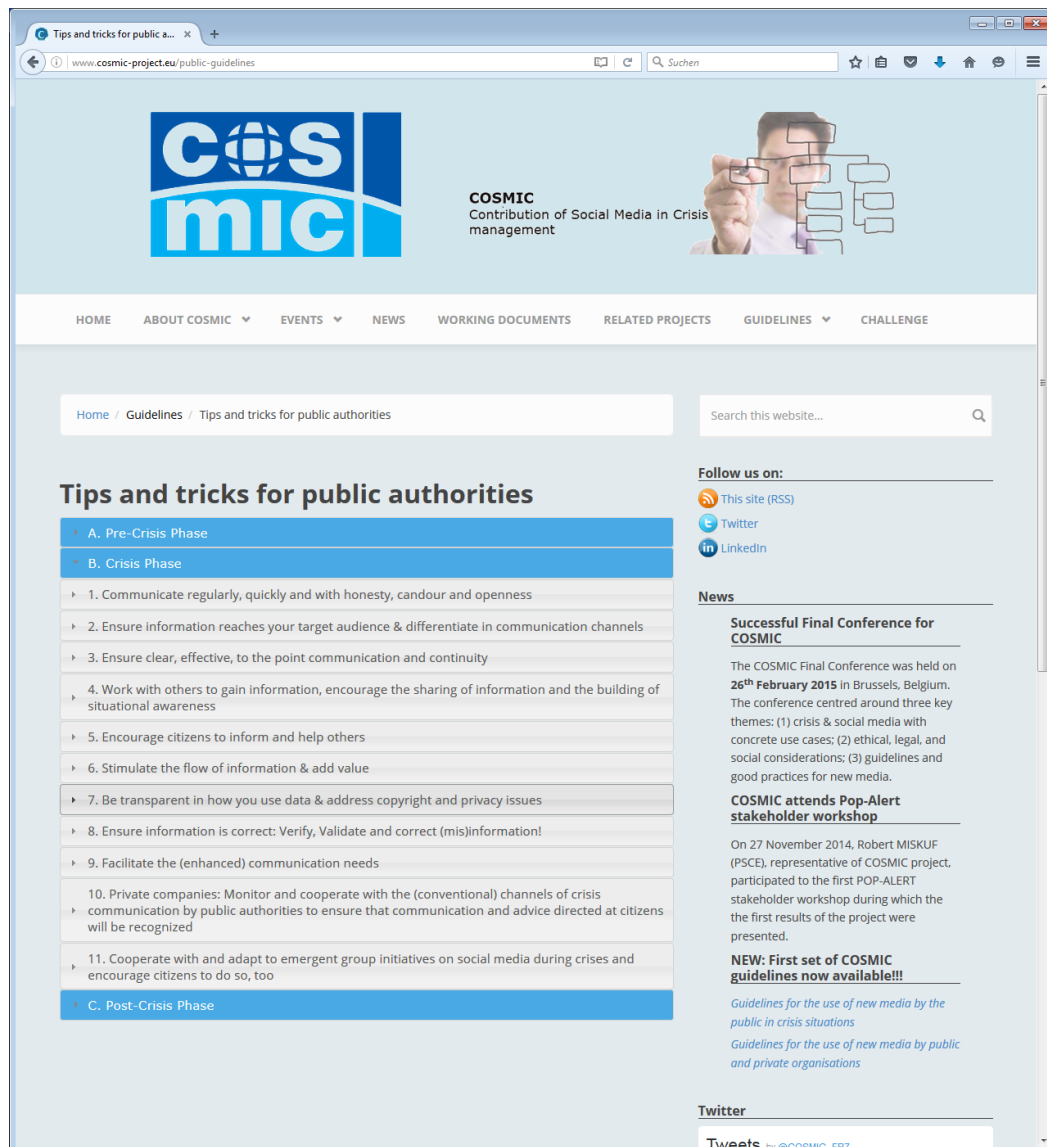 Tips and tricks for public a...
www.cosmic-project.eu/public-guidelines
Suchen
COSMIC
COSMIC
Contribution of Social Media in Crisis
management
HOME
ABOUT COSMIC
EVENTS
NEWS
WORKING DOCUMENTS
RELATED PROJECTS
GUIDELINES
CHALLENGE
Home / Guidelines / Tips and tricks for public authorities
Tips and tricks for public authorities
A. Pre-Crisis Phase
B. Crisis Phase
1. Communicate regularly, quickly and with honesty, candour and openness
2. Ensure information reaches your target audience & differentiate in communication channels
3. Ensure clear, effective, to the point communication and continuity
4. Work with others to gain information, encourage the sharing of information and the building of
situational awareness
5. Encourage citizens to inform and help others
6. Stimulate the flow of information & add value
7. Be transparent in how you use data & address copyright and privacy issues
8. Ensure information is correct: Verify, Validate and correct (mis)information!
9. Facilitate the (enhanced) communication needs
10. Private companies: Monitor and cooperate with the (conventional) channels of crisis
communication by public authorities to ensure that communication and advice directed at citizens
will be recognized
11. Cooperate with and adapt to emergent group initiatives on social media during crises and
encourage citizens to do so, too
C. Post-Crisis Phase
Search this website...
Follow us on:
This site (RSS)
Twitter
LinkedIn
News
Successful Final Conference for
COSMIC
The COSMIC Final Conference was held on
26th February 2015 in Brussels, Belgium.
The conference centred around three key
themes: (1) crisis & social media with
concrete use cases; (2) ethical, legal, and
social considerations; (3) guidelines and
good practices for new media.
COSMIC attends Pop-Alert
stakeholder workshop
On 27 November 2014, Robert MISKUF
(PSCE), representative of COSMIC project,
participated to the first POP-ALERT
stakeholder workshop during which the
the first results of the project were
presented.
NEW: First set of COSMIC
guidelines now available!!!
Guidelines for the use of new media by the
public in crisis situations
Guidelines for the use of new media by public
and private organisations
Twitter
Tweets by